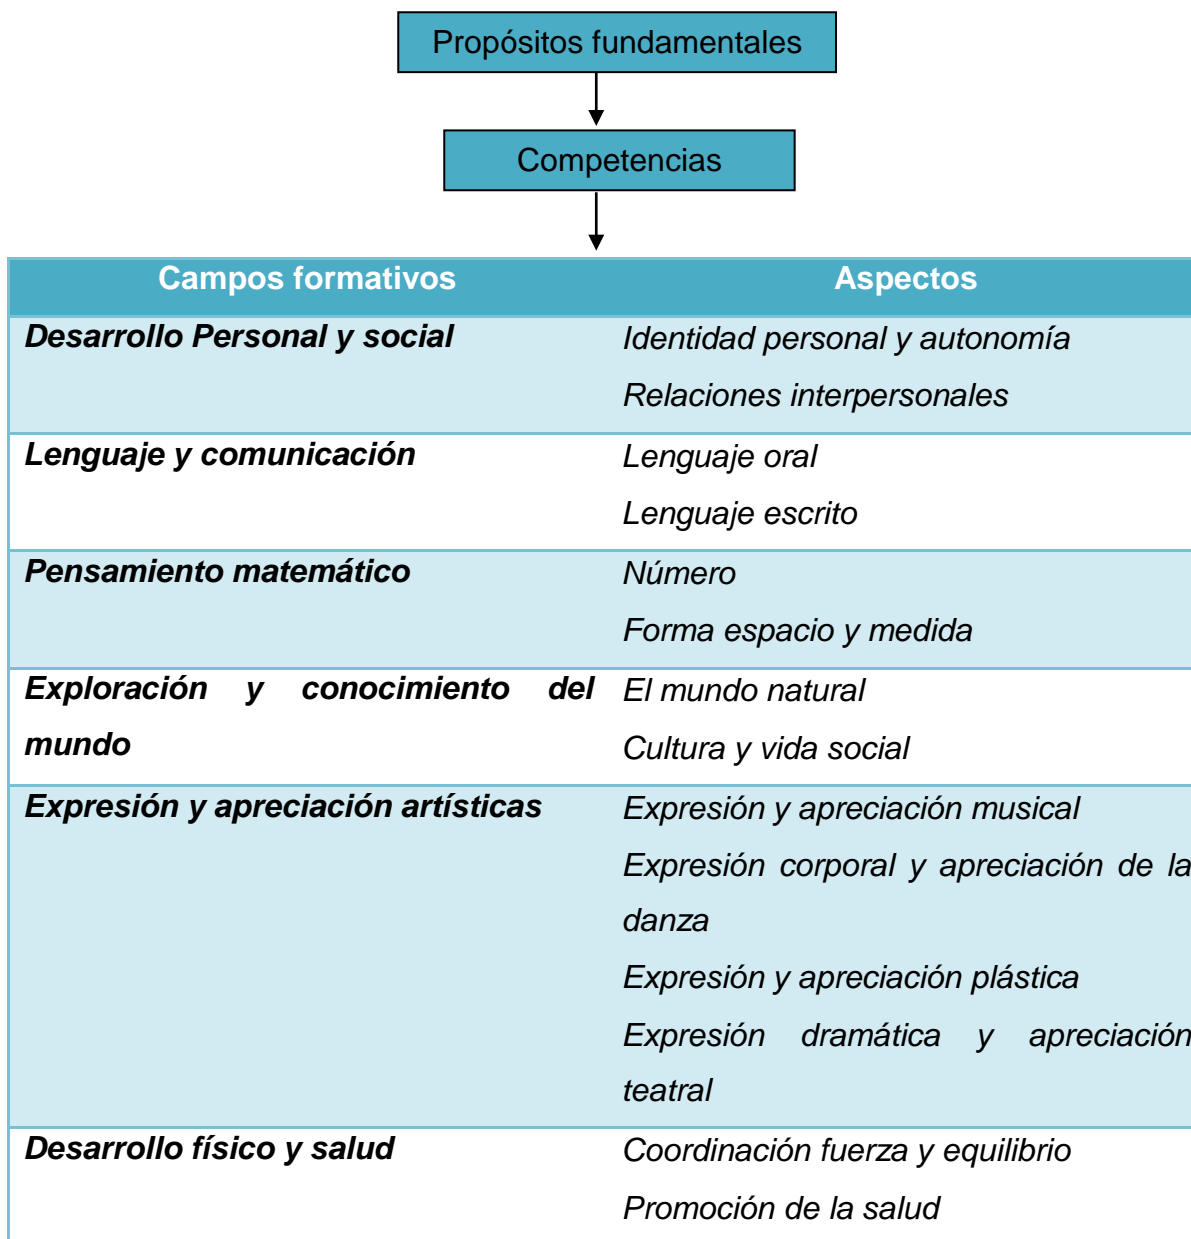 Propósitos fundamentales
Competencias
Campos formativos
Aspectos
Desarrollo Personal y social
Identidad personal y autonomía
Relaciones interpersonales
Lenguaje y comunicación
Lenguaje oral
Lenguaje escrito
Pensamiento matemático
Número
Forma espacio y medida
Exploración y conocimiento del
mundo
El mundo natural
Cultura y vida social
Expresión y apreciación artísticas
Expresión y apreciación musical
Expresión corporal y apreciación de la
danza
Expresión y apreciación plástica
Expresión dramática y apreciación
teatral
Desarrollo físico y salud
Coordinación fuerza y equilibrio
Promoción de la salud